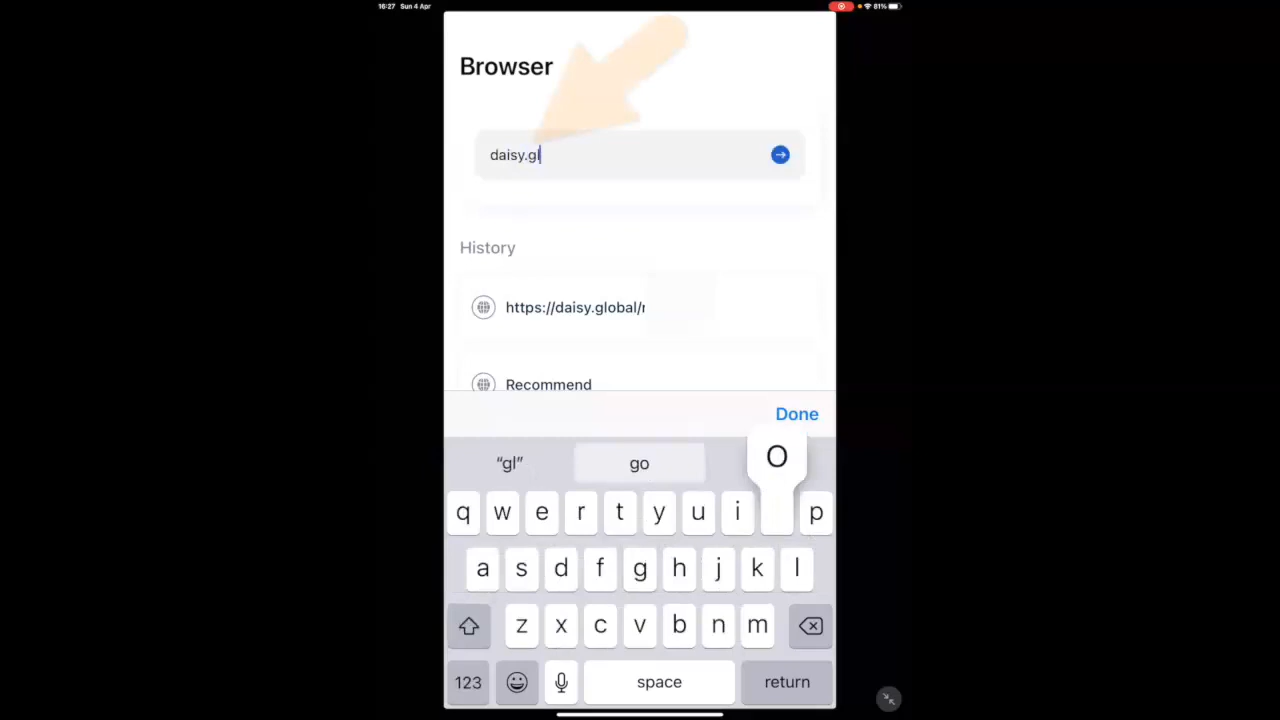 16:27 Sun 4 Apr
81%
Browser
daisy.gl
History
https://daisy.global/r
Recommend
Done
“gl”
go
O
q w e r t y u i p
a s d f g h j k l
z x c v b n m
123
space
return